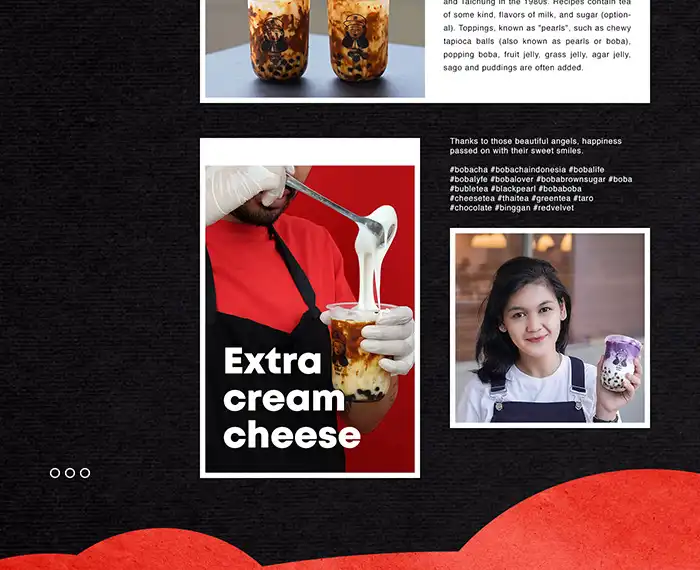 and Taichung in the 1980s. Recipes contain tea
of some kind, flavors of milk, and sugar (option-
al). Toppings, known as "pearls", such as chewy
tapioca balls (also known as pearls or boba),
popping boba, fruit jelly, grass jelly, agar jelly,
sago and puddings are often added.
Thanks to those beautiful angels, happiness
passed on with their sweet smiles.
#bobacha #bobachaindonesia #bobalife
#bobalyfe #bobalover #bobabrownsugar #boba
#bubletea #blackpearl #bobaboba
#cheesetea #thaitea #greentea #taro
#chocolate #binggan #redvelvet
Extra
cream
cheese